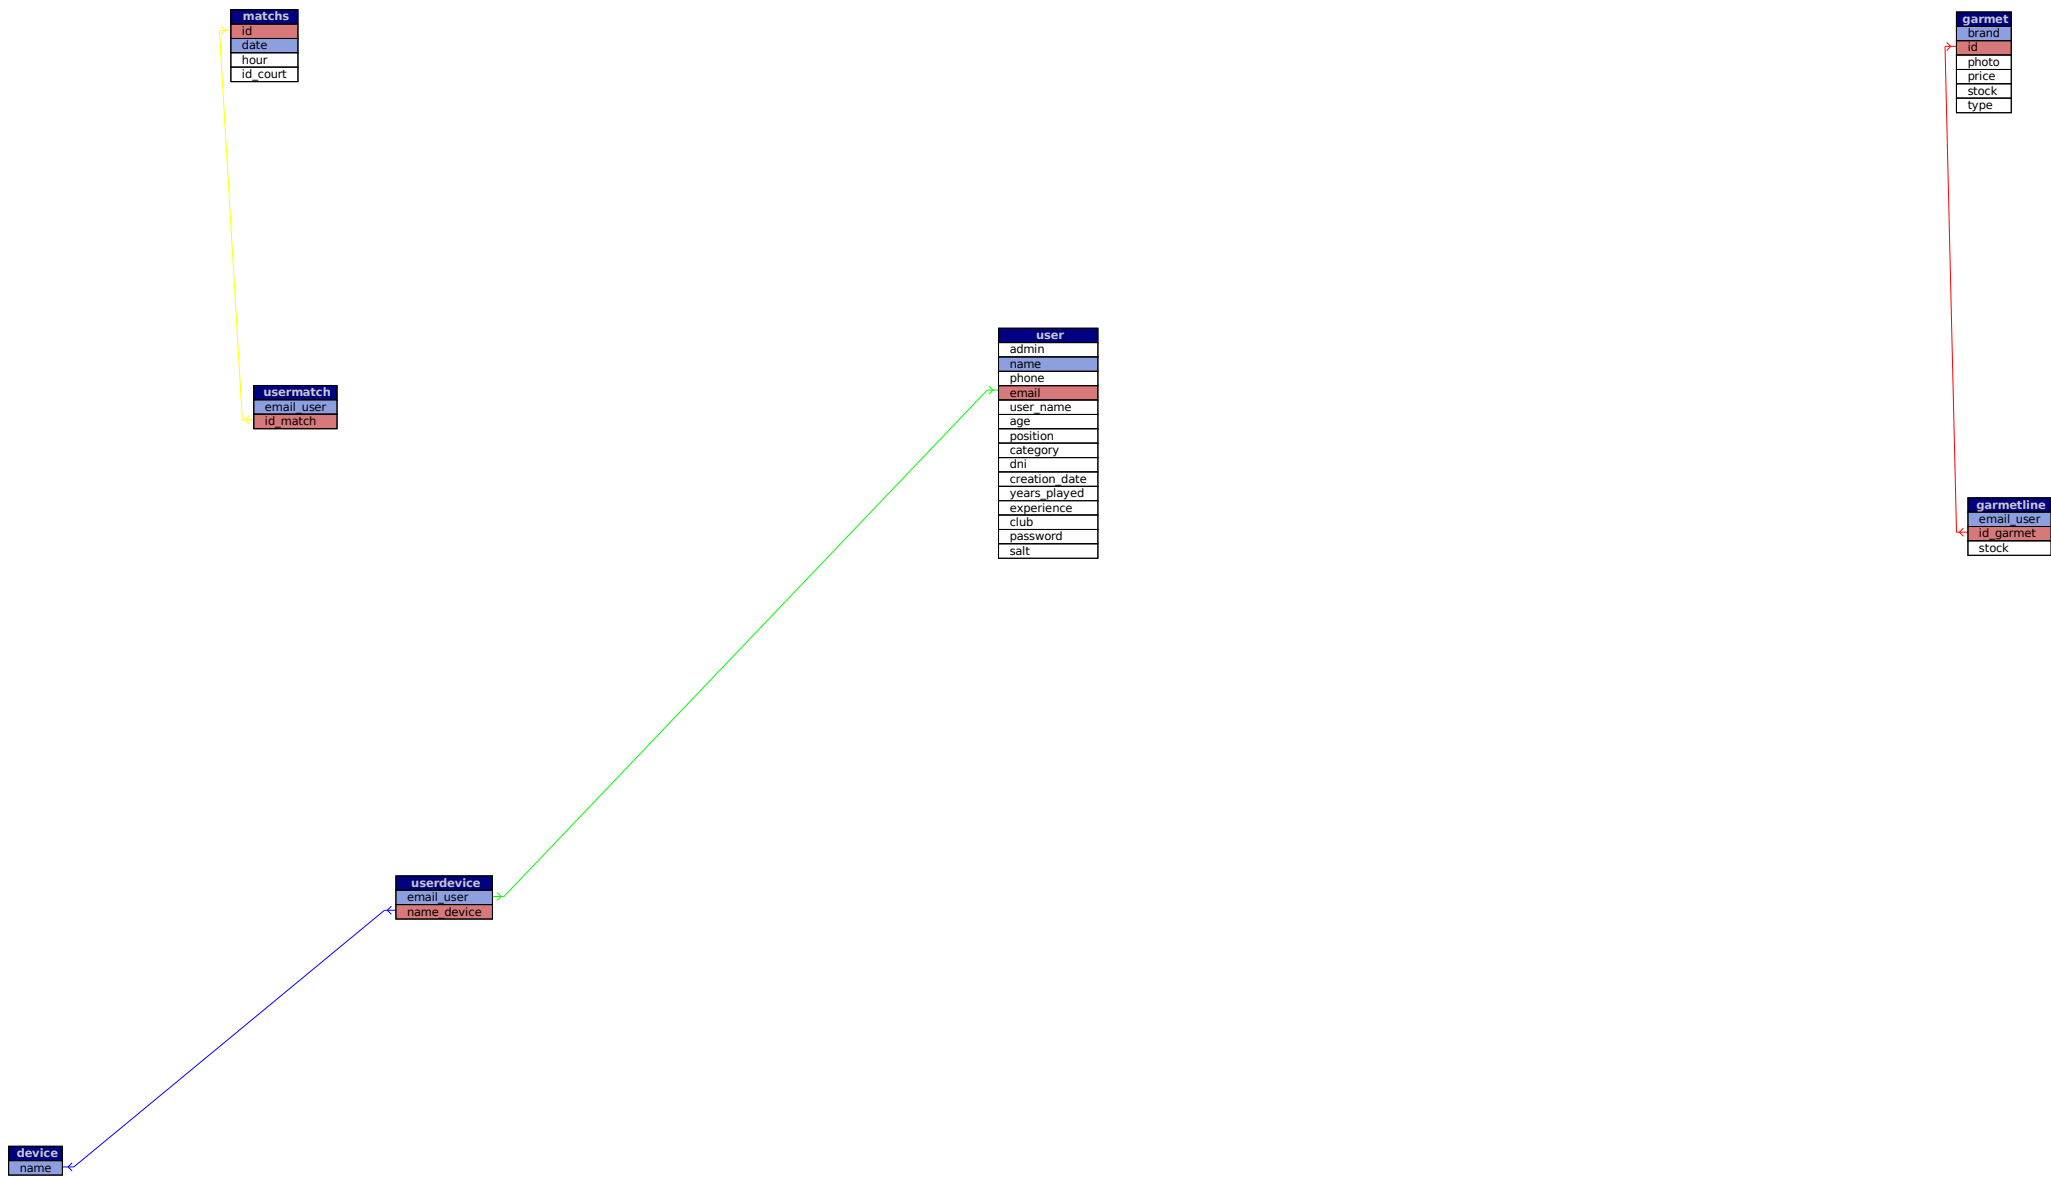 matchs
id
date
hour
id_court
garmet
brand
id
photo
price
stock
type
user
admin
name
phone
email
user_name
age
position
category
dni
creation_date
years_played
experience
club
password
salt
usermatch
email_user
id_match
garmetline
email_user
id_garmet
stock
userdevice
email_user
name_device
device
name